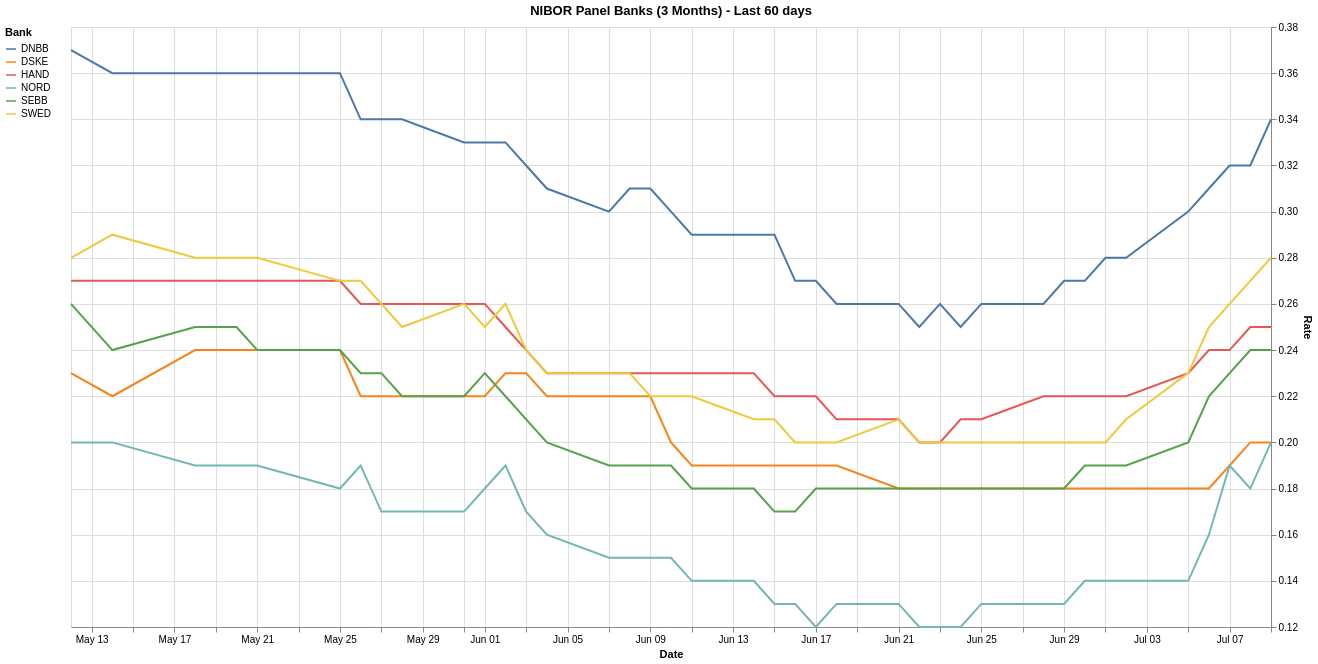 NIBOR Panel Banks (3 Months) - Last 60 days
Bank
DNBB
DSKE
HAND
NORD
SEBB
SWED
0.38
0.36
0.34
0.32
0.30
0.28
0.26
0.24
0.22
0.20
0.18
0.16
0.14
0.12
Rate
May 13 May 17 May 21 May 25 May 29 Jun 01 Jun 05 Jun 09 Jun 13 Jun 17 Jun 21 Jun 25 Jun 29 Jul 03 Jul 07
Date